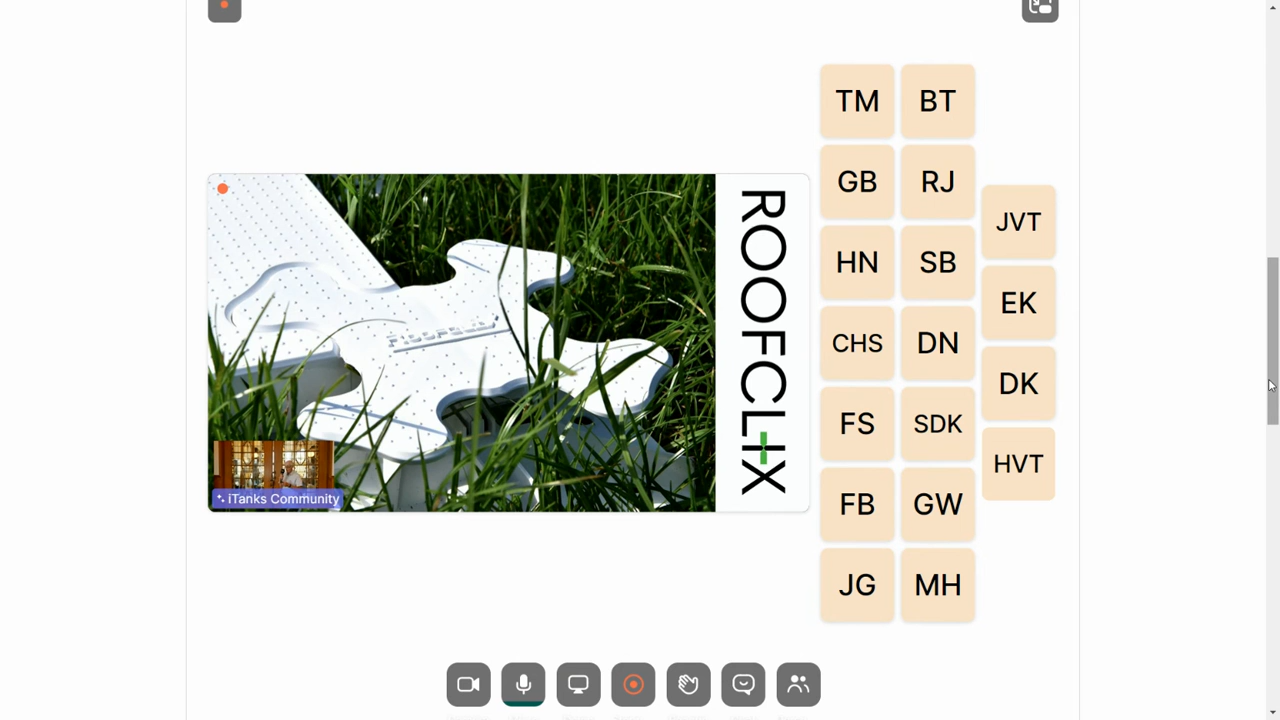 ROOFCLIX
iTanks Community
TM
BT
GB
RJ
HN
SB
CHS
DN
FS
SDK
FB
GW
JG
MH
JVT
EK
DK
HVT